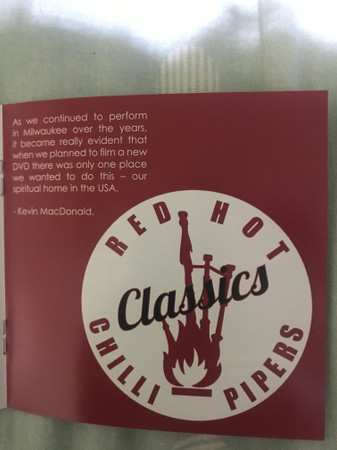 As we continued to perform
in Milwaukee over the years,
it became really evident that
when we planned to film a new
DVD there was only one place
we wanted to do this – our
spiritual home in the USA.
- Kevin MacDonald.
RED HOT
Classics
CHILLI PIPERS